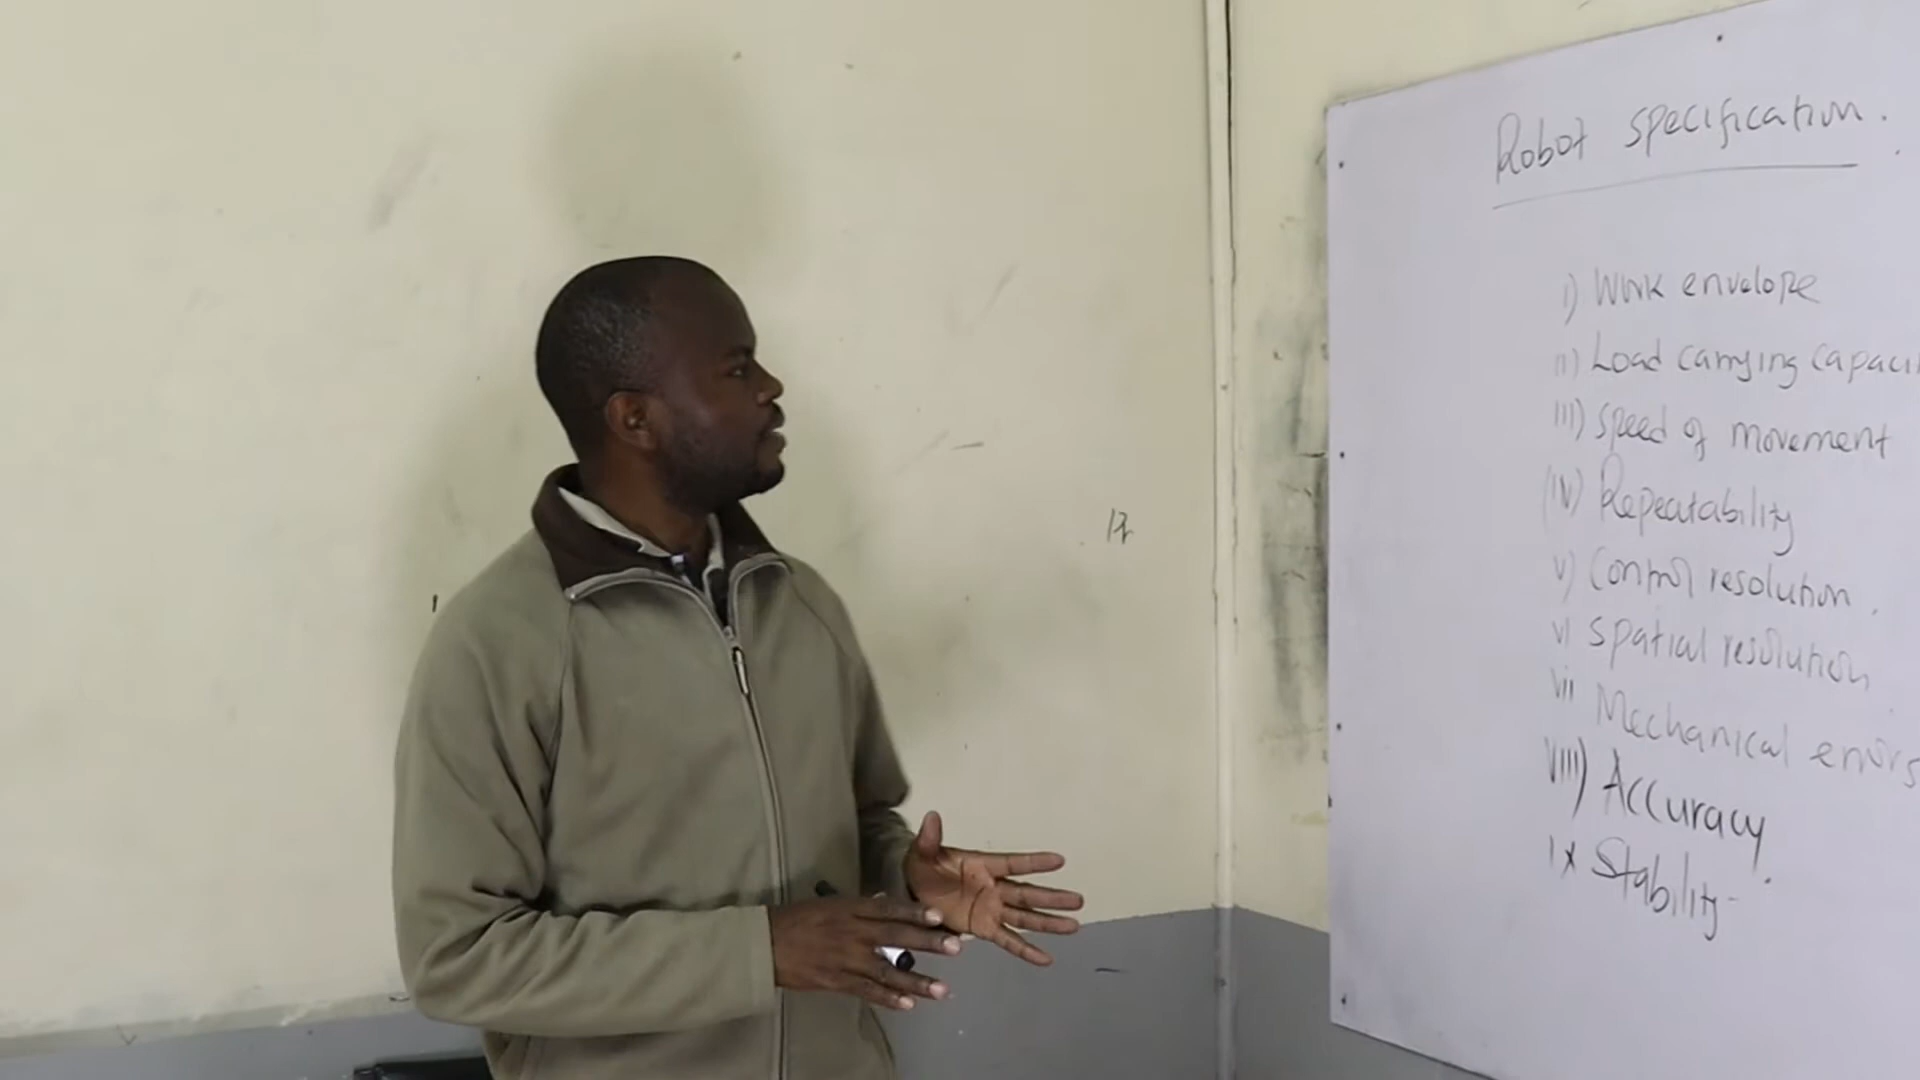 Robot specification.
i) Work envelope
ii) Load carrying capaci
iii) Speed of movement
(iv) Repeatability
v) Control resolution.
vi spatial resolution
vii Mechanical errors
viii) Accuracy.
ix Stability-